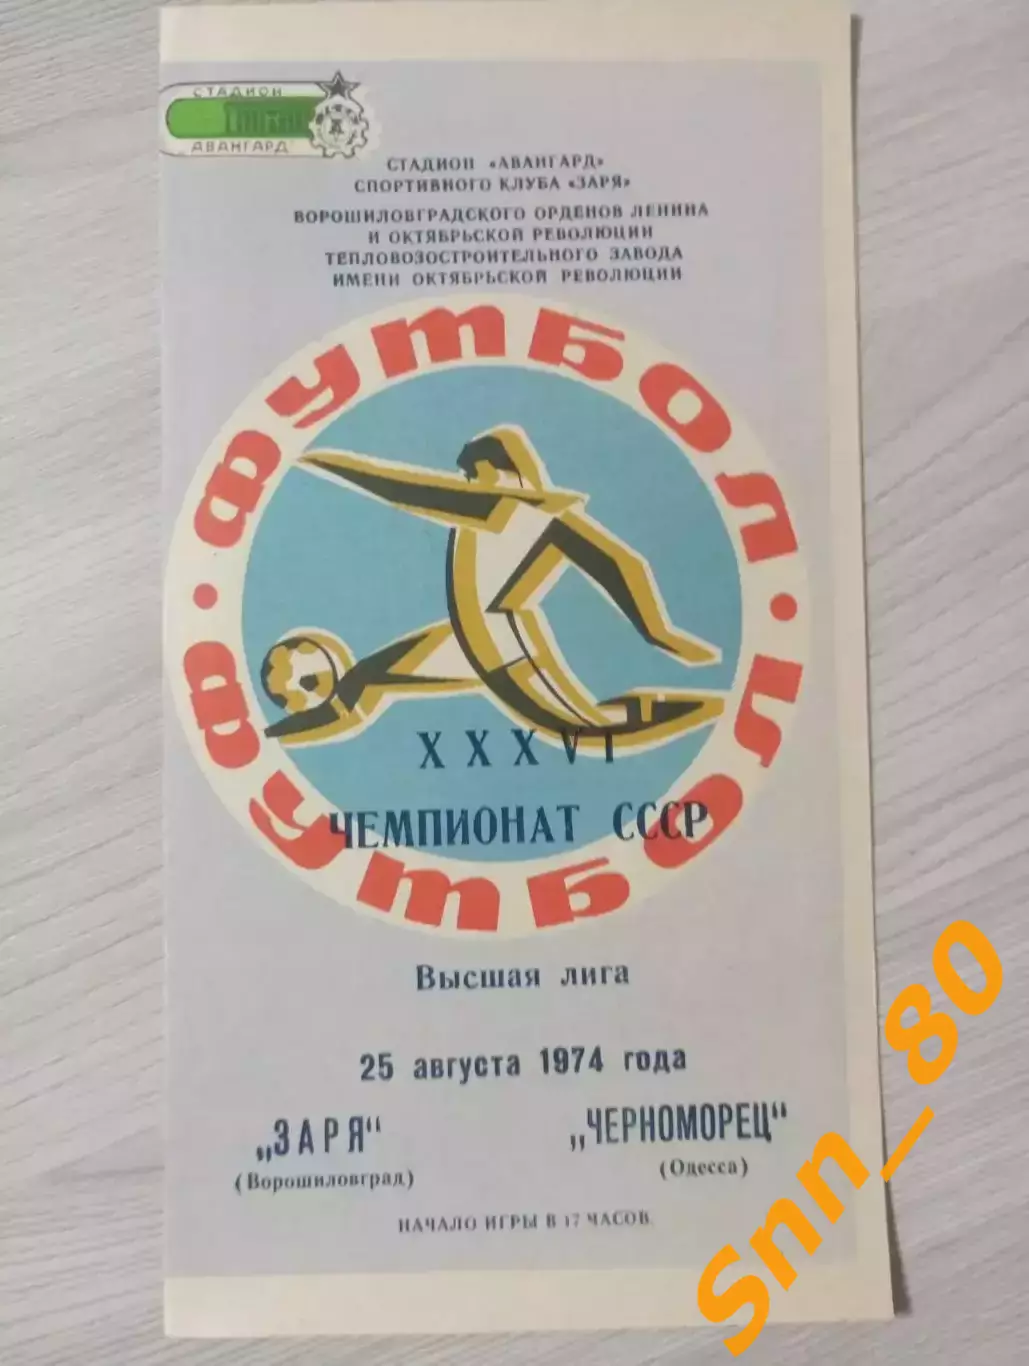 СТАДИОН
АВАНГАРД
СТАДИОН «АВАНГАРД»
СПОРТИВНОГО КЛУБА «ЗАРЯ»
ВОРОШИЛОВГРАДСКОГО ОРДЕНОВ ЛЕНИНА
И ОКТЯБРЬСКОЙ РЕВОЛЮЦИИ
ТЕПЛОВОЗОСТРОИТЕЛЬНОГО ЗАВОДА
ИМЕНИ ОКТЯБРЬСКОЙ РЕВОЛЮЦИИ
ФУТБОЛ • ФУТБОЛ •
XXXVI
ЧЕМПИОНАТ СССР
Высшая лига
25 августа 1974 года
„ЗАРЯ“
(Ворошиловград)
„ЧЕРНОМОРЕЦ“
(Одесса)
НАЧАЛО ИГРЫ В 17 ЧАСОВ.
Snn_80